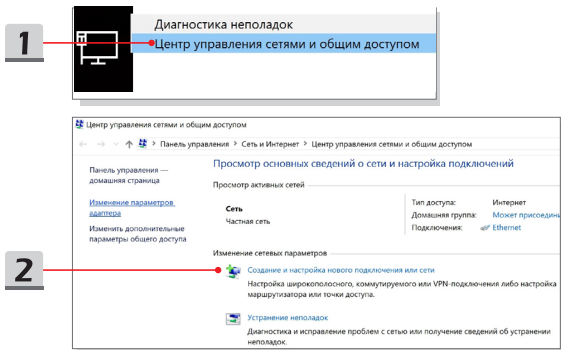 1
Диагностика неполадок
Центр управления сетями и общим доступом
Центр управления сетями и общим доступом
Панель управления > Сеть и Интернет > Центр управления сетями и общим доступом
Панель управления —
домашняя страница
Изменение параметров
адаптера
Изменить дополнительные
параметры общего доступа
Просмотр основных сведений о сети и настройка подключений
Просмотр активных сетей
Сеть
Частная сеть
Тип доступа: Интернет
Домашняя группа: Может присоедини
Подключения: Ethernet
Изменение сетевых параметров
2
Создание и настройка нового подключения или сети
Настройка широкополосного, коммутируемого или VPN-подключения либо настройка
маршрутизатора или точки доступа.
Устранение неполадок
Диагностика и исправление проблем с сетью или получение сведений об устранении
неполадок.